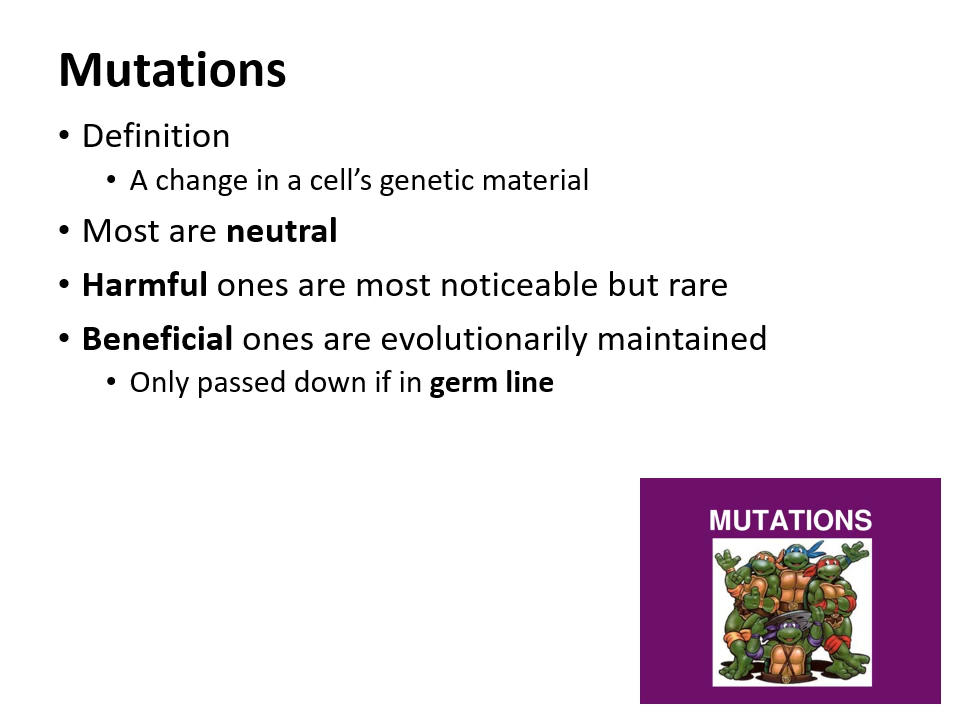 Mutations
• Definition
• A change in a cell’s genetic material
• Most are neutral
• Harmful ones are most noticeable but rare
• Beneficial ones are evolutionarily maintained
• Only passed down if in germ line
MUTATIONS